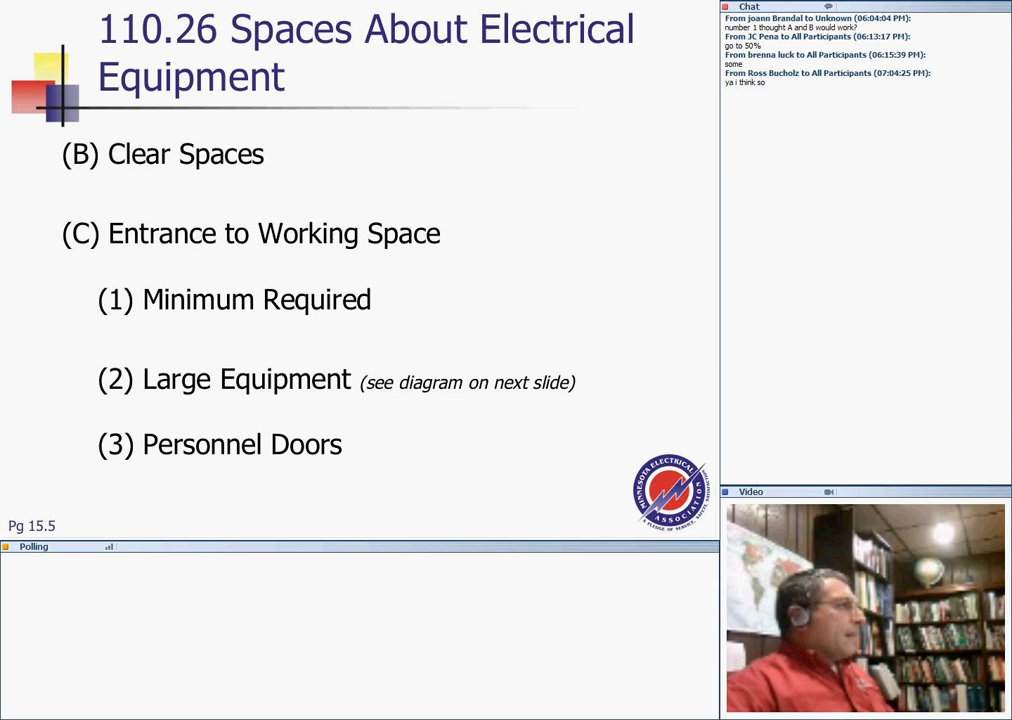 110.26 Spaces About Electrical
Equipment
(B) Clear Spaces
(C) Entrance to Working Space
(1) Minimum Required
(2) Large Equipment (see diagram on next slide)
(3) Personnel Doors
MINNESOTA ELECTRICAL
ASSOCIATION
Pg 15.5
Polling
Chat
From joann Brandal to Unknown (06:04:04 PM):
number 1 thought A and B would work?
From JC Pena to All Participants (06:13:17 PM):
go to 50%
From brenna luck to All Participants (06:15:39 PM):
some
From Ross Bucholz to All Participants (07:04:25 PM):
ya i think so
Video